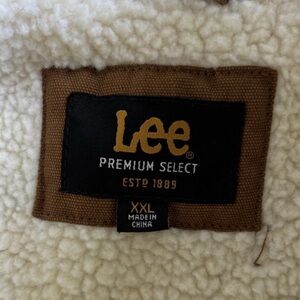 Lee®
PREMIUM SELECT
ESTD 1889
XXL
MADE IN
CHINA